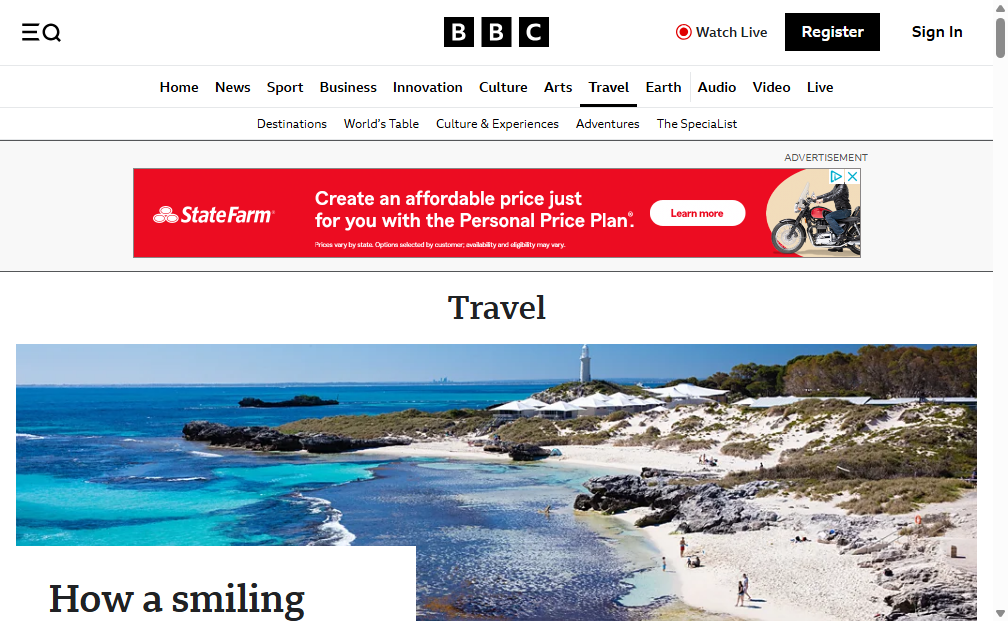 BBC
Watch Live
Register
Sign In
Home News Sport Business Innovation Culture Arts Travel Earth Audio Video Live
Destinations World's Table Culture & Experiences Adventures The SpeciaList
ADVERTISEMENT
StateFarm®
Create an affordable price just
for you with the Personal Price Plan.®
Prices vary by state. Options selected by customer; availability and eligibility may vary.
Learn more
Travel
How a smiling